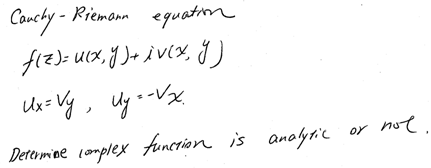 Cauchy-Riemann equation
f(z)=u(x,y)+iv(x,y)
ux=Vy, uy=-Vx.
Determine complex function is analytic or not.